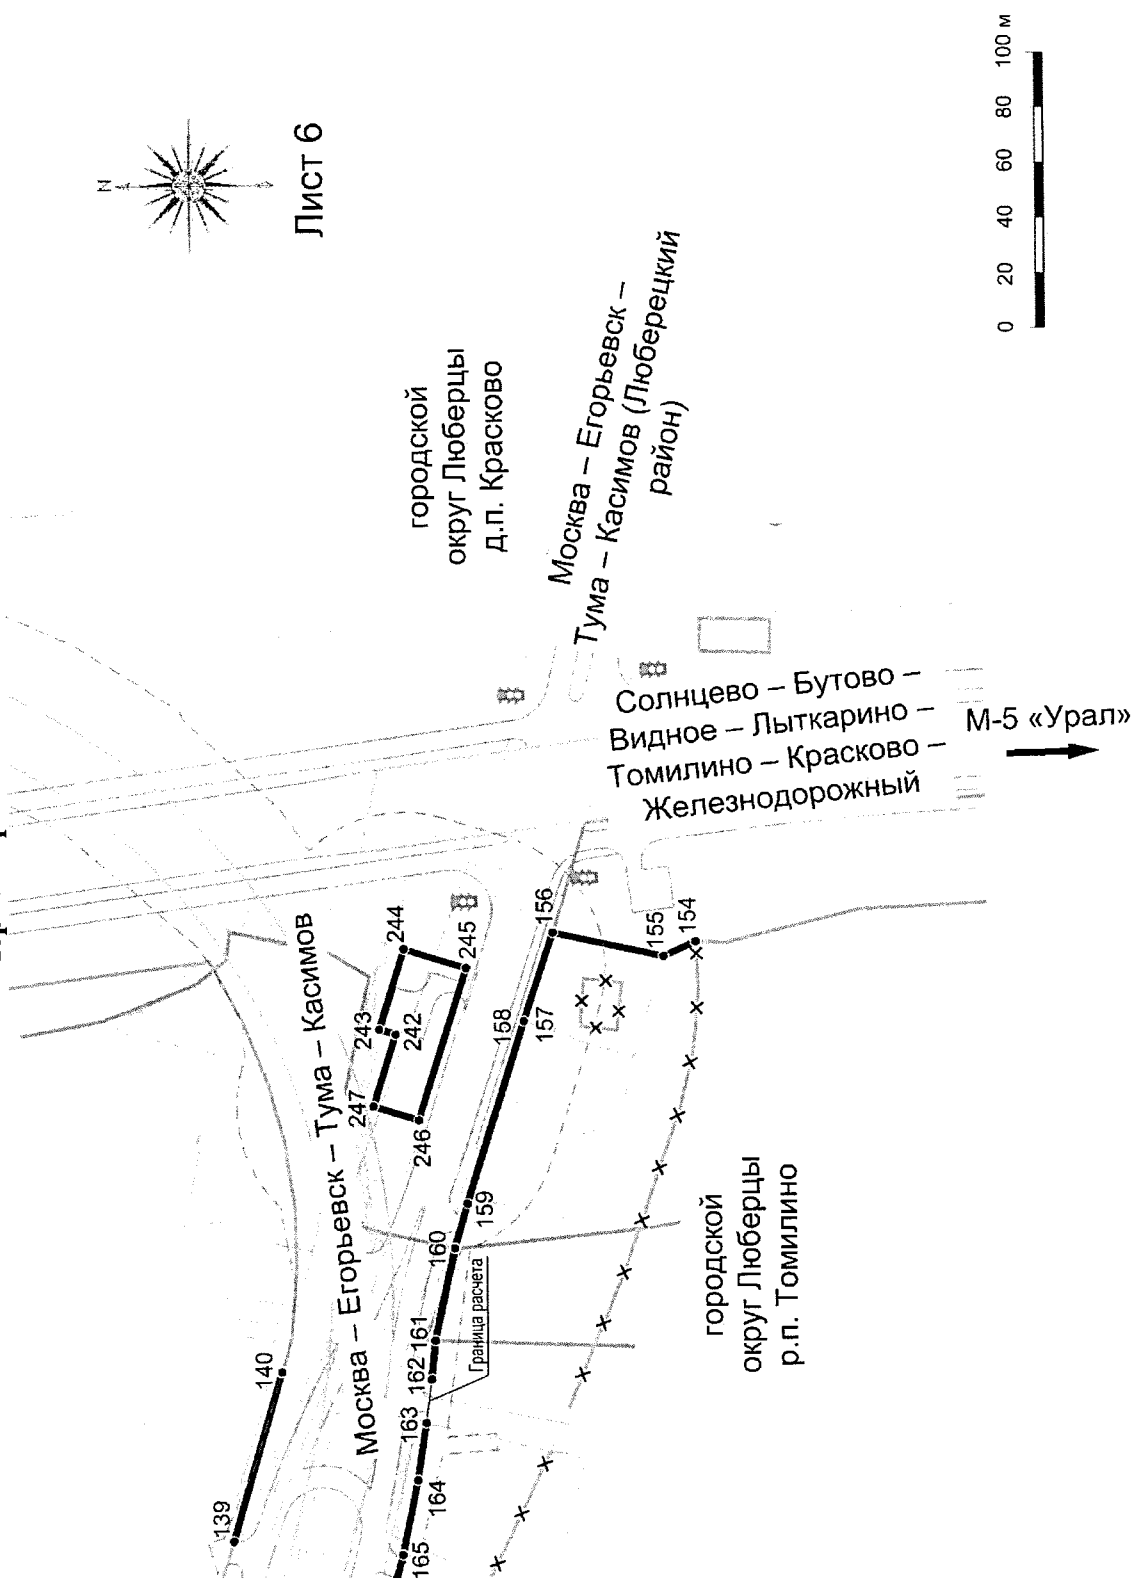 N
Лист 6
0 20 40 60 80 100 м
городской
округ Люберцы
д.п. Красково
Москва – Егорьевск –
Тума – Касимов (Люберецкий
район)
Солнцево – Бутово –
Видное – Лыткарино –
Томилино – Красково –
Железнодорожный
М-5 «Урал»
Москва – Егорьевск – Тума – Касимов
244
243
242
245
247
246
156
155
154
158
157
159
160
161
162
163
164
165
140
139
Граница расчета
городской
округ Люберцы
р.п. Томилино